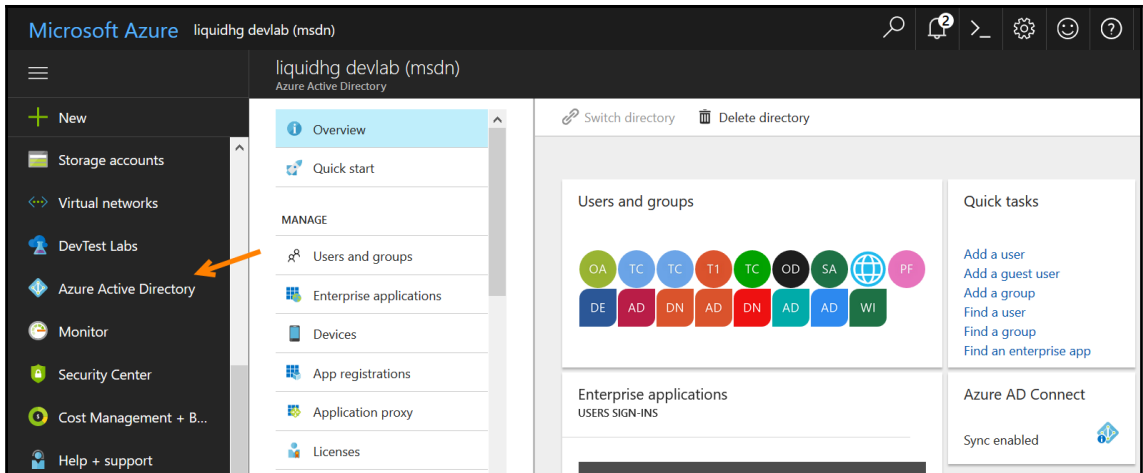 Microsoft Azure liquidhg devlab (msdn)
2
liquidhg devlab (msdn)
Azure Active Directory
New
Storage accounts
Virtual networks
DevTest Labs
Azure Active Directory
Monitor
Security Center
Cost Management + B...
Help + support
Overview
Quick start
MANAGE
Users and groups
Enterprise applications
Devices
App registrations
Application proxy
Licenses
Switch directory Delete directory
Users and groups
OA TC TC T1 TC OD SA PF
DE AD DN AD DN AD AD WI
Enterprise applications
USERS SIGN-INS
Quick tasks
Add a user
Add a guest user
Add a group
Find a user
Find a group
Find an enterprise app
Azure AD Connect
Sync enabled